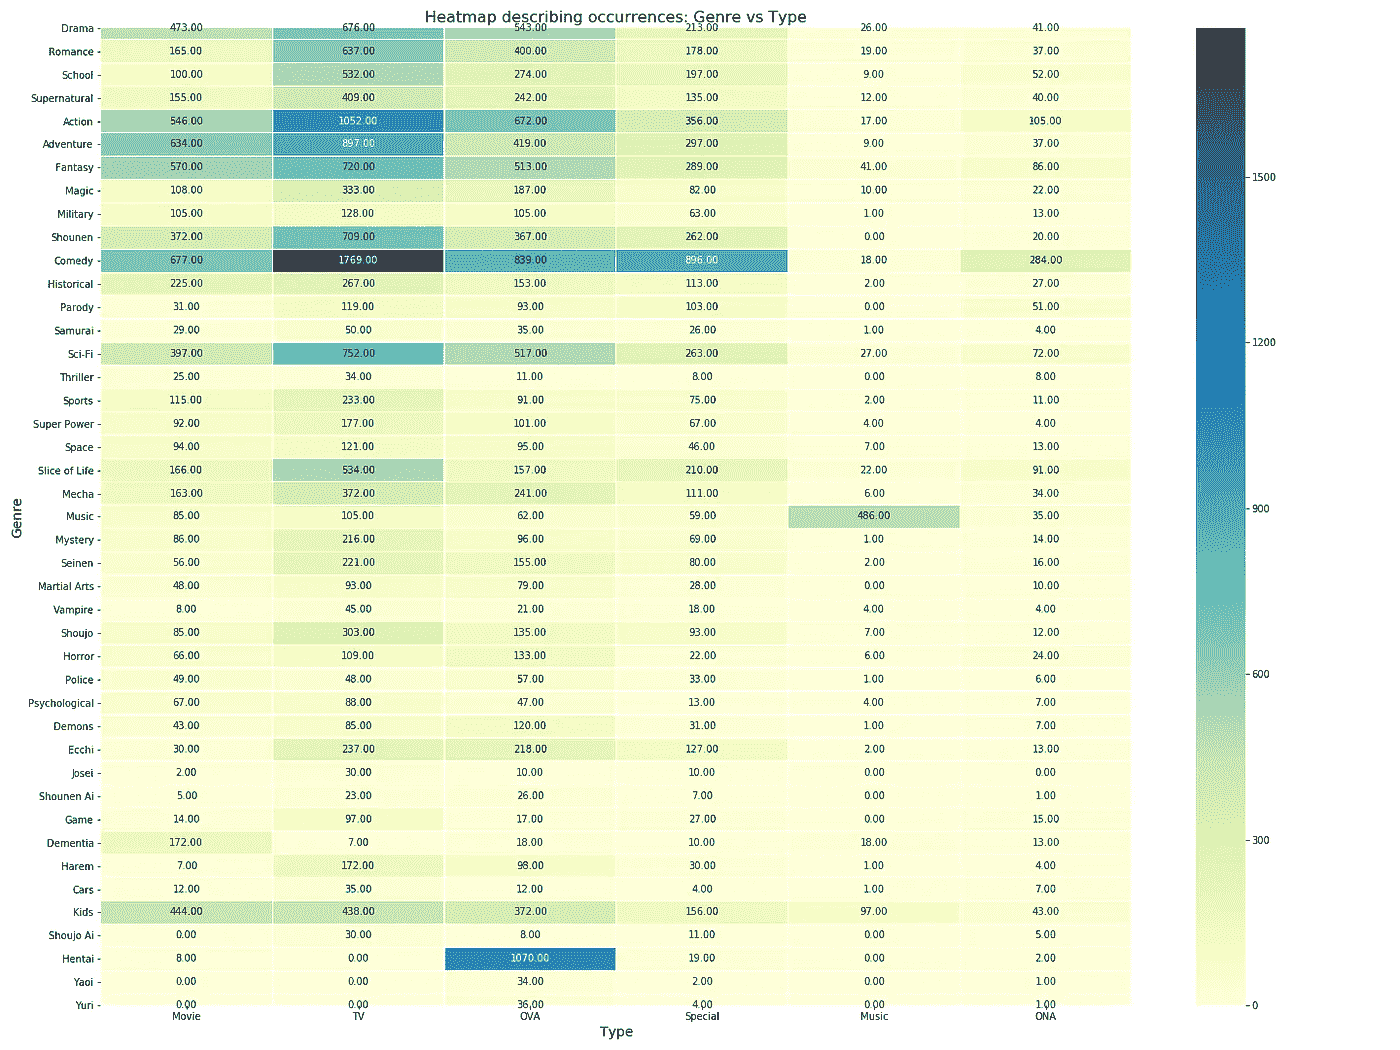 Heatmap describing occurrences: Genre vs Type
Drama 473.00 676.00 543.00 213.00 26.00 41.00
Romance 165.00 637.00 400.00 178.00 19.00 37.00
School 100.00 532.00 274.00 197.00 9.00 52.00
Supernatural 155.00 409.00 242.00 135.00 12.00 40.00
Action 546.00 1052.00 672.00 356.00 17.00 105.00
Adventure 634.00 897.00 419.00 297.00 9.00 37.00
Fantasy 570.00 720.00 513.00 289.00 41.00 86.00
Magic 108.00 333.00 187.00 82.00 10.00 22.00
Military 105.00 128.00 105.00 63.00 1.00 13.00
Shounen 372.00 709.00 367.00 262.00 0.00 20.00
Comedy 677.00 1769.00 839.00 896.00 18.00 284.00
Historical 225.00 267.00 153.00 113.00 2.00 27.00
Parody 31.00 119.00 93.00 103.00 0.00 51.00
Samurai 29.00 50.00 35.00 26.00 1.00 4.00
Sci-Fi 397.00 752.00 517.00 263.00 27.00 72.00
Thriller 25.00 34.00 11.00 8.00 0.00 8.00
Sports 115.00 233.00 91.00 75.00 2.00 11.00
Super Power 92.00 177.00 101.00 67.00 4.00 4.00
Space 94.00 121.00 95.00 46.00 7.00 13.00
Slice of Life 166.00 534.00 157.00 210.00 22.00 91.00
Mecha 163.00 372.00 241.00 111.00 6.00 34.00
Music 85.00 105.00 62.00 59.00 486.00 35.00
Mystery 86.00 216.00 96.00 69.00 1.00 14.00
Seinen 56.00 221.00 155.00 80.00 2.00 16.00
Martial Arts 48.00 93.00 79.00 28.00 0.00 10.00
Vampire 8.00 45.00 21.00 18.00 4.00 4.00
Shoujo 85.00 303.00 135.00 93.00 7.00 12.00
Horror 66.00 109.00 133.00 22.00 6.00 24.00
Police 49.00 48.00 57.00 33.00 1.00 6.00
Psychological 67.00 88.00 47.00 13.00 4.00 7.00
Demons 43.00 85.00 120.00 31.00 1.00 7.00
Ecchi 30.00 237.00 218.00 127.00 2.00 13.00
Josei 2.00 30.00 10.00 10.00 0.00 0.00
Shounen Ai 5.00 23.00 26.00 7.00 0.00 1.00
Game 14.00 97.00 17.00 27.00 0.00 15.00
Dementia 172.00 7.00 18.00 10.00 18.00 13.00
Harem 7.00 172.00 98.00 30.00 1.00 4.00
Cars 12.00 35.00 12.00 4.00 1.00 7.00
Kids 444.00 438.00 372.00 156.00 97.00 43.00
Shoujo Ai 0.00 30.00 8.00 11.00 0.00 5.00
Hentai 8.00 0.00 1070.00 19.00 0.00 2.00
Yaoi 0.00 0.00 34.00 2.00 0.00 1.00
Yuri 0.00 0.00 36.00 4.00 0.00 1.00
Movie TV OVA Special Music ONA
Type
Genre
1500
1200
900
600
300
0